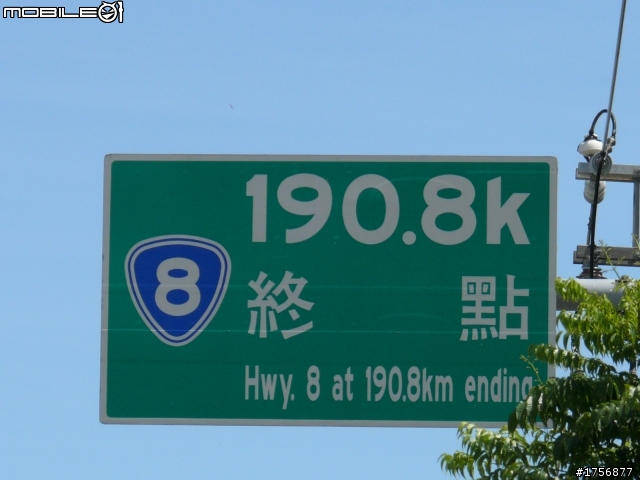 MOBILE01
190.8k
8
終點
Hwy. 8 at 190.8km ending
#1756877